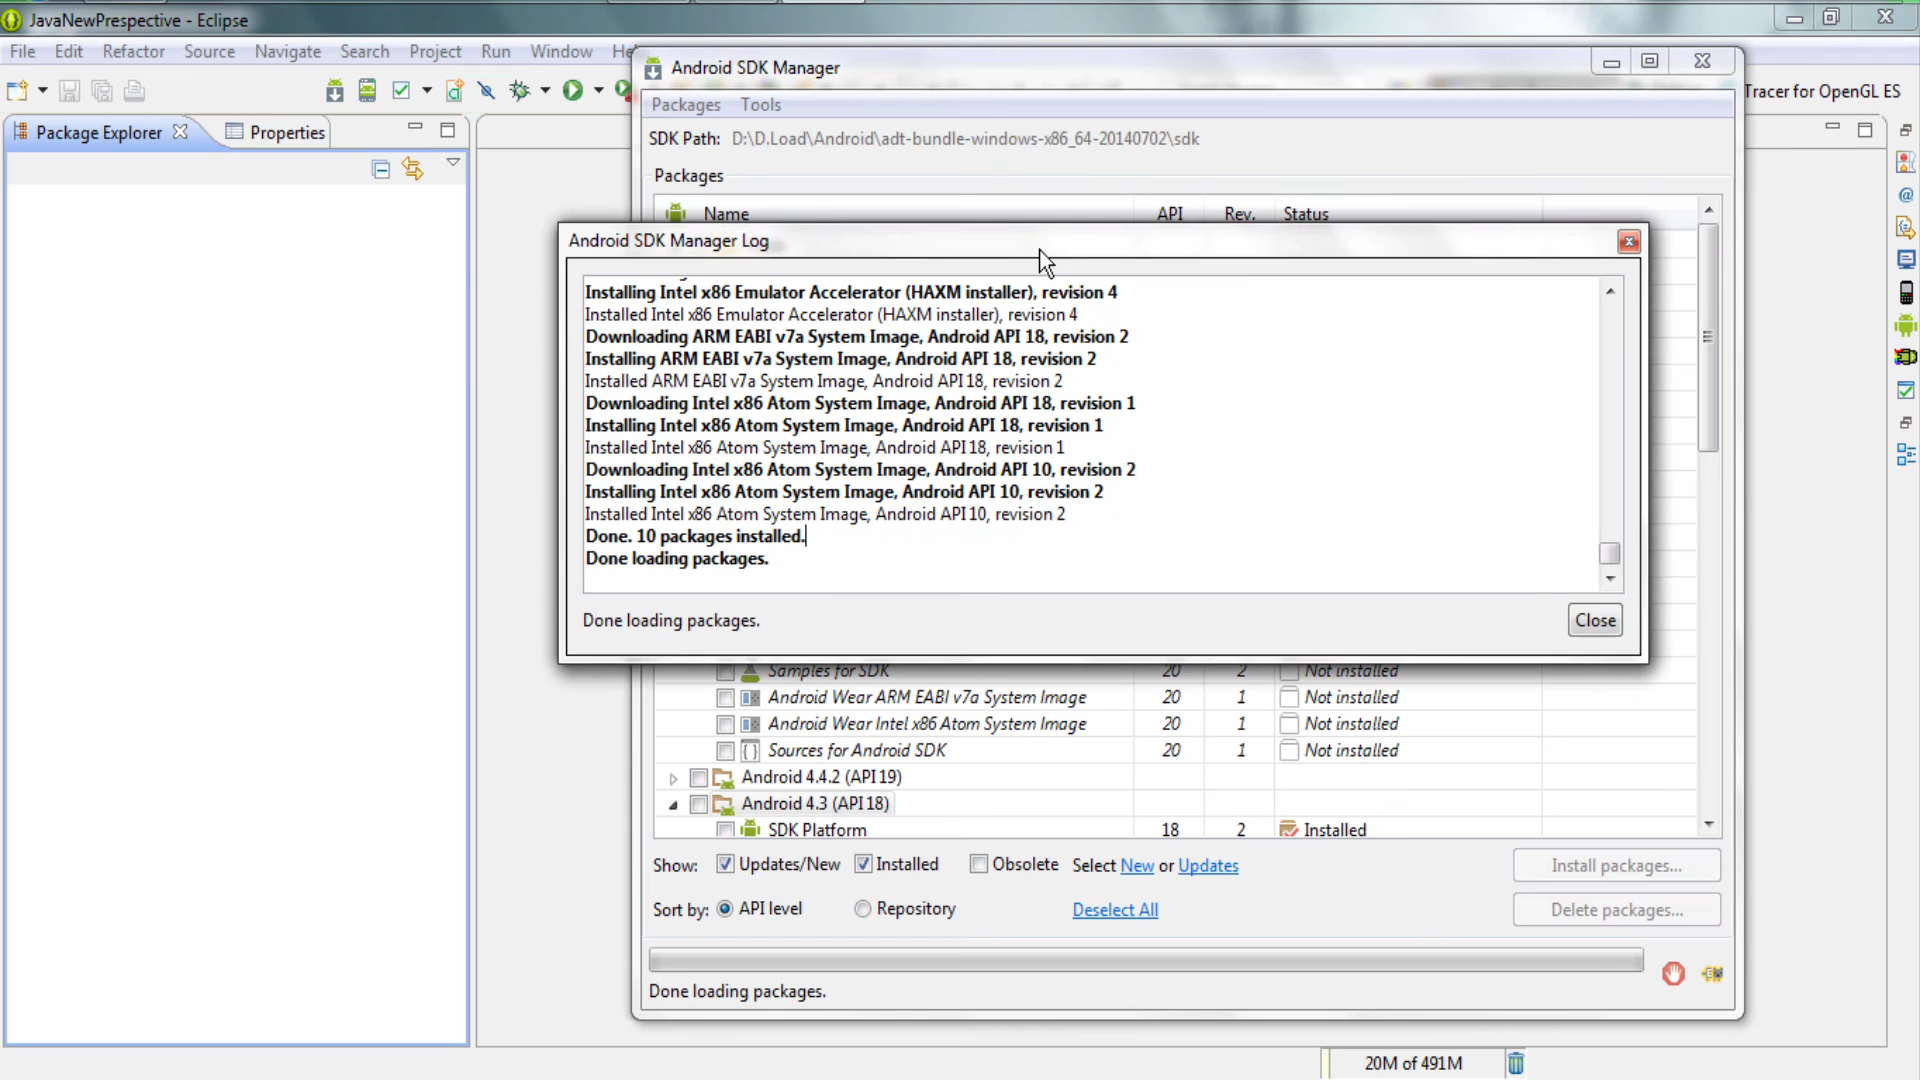 JavaNewPrespective - Eclipse
File Edit Refactor Source Navigate Search Project Run Window
Android SDK Manager
Tracer for OpenGL ES
Packages Tools
Package Explorer Properties
SDK Path: D:\D.Load\Android\adt-bundle-windows-x86_64-20140702\sdk
Packages
Name API Rev. Status
Android SDK Manager Log
Installing Intel x86 Emulator Accelerator (HAXM installer), revision 4
Installed Intel x86 Emulator Accelerator (HAXM installer), revision 4
Downloading ARM EABI v7a System Image, Android API 18, revision 2
Installing ARM EABI v7a System Image, Android API 18, revision 2
Installed ARM EABI v7a System Image, Android API 18, revision 2
Downloading Intel x86 Atom System Image, Android API 18, revision 1
Installing Intel x86 Atom System Image, Android API 18, revision 1
Installed Intel x86 Atom System Image, Android API 18, revision 1
Downloading Intel x86 Atom System Image, Android API 10, revision 2
Installing Intel x86 Atom System Image, Android API 10, revision 2
Installed Intel x86 Atom System Image, Android API 10, revision 2
Done. 10 packages installed.
Done loading packages.
Done loading packages. Close
Samples for SDK 20 2 Not installed
Android Wear ARM EABI v7a System Image 20 1 Not installed
Android Wear Intel x86 Atom System Image 20 1 Not installed
Sources for Android SDK 20 1 Not installed
Android 4.4.2 (API 19)
Android 4.3 (API 18)
SDK Platform 18 2 Installed
Show: Updates/New Installed Obsolete Select New or Updates Install packages...
Sort by: API level Repository Deselect All Delete packages...
Done loading packages.
20M of 491M